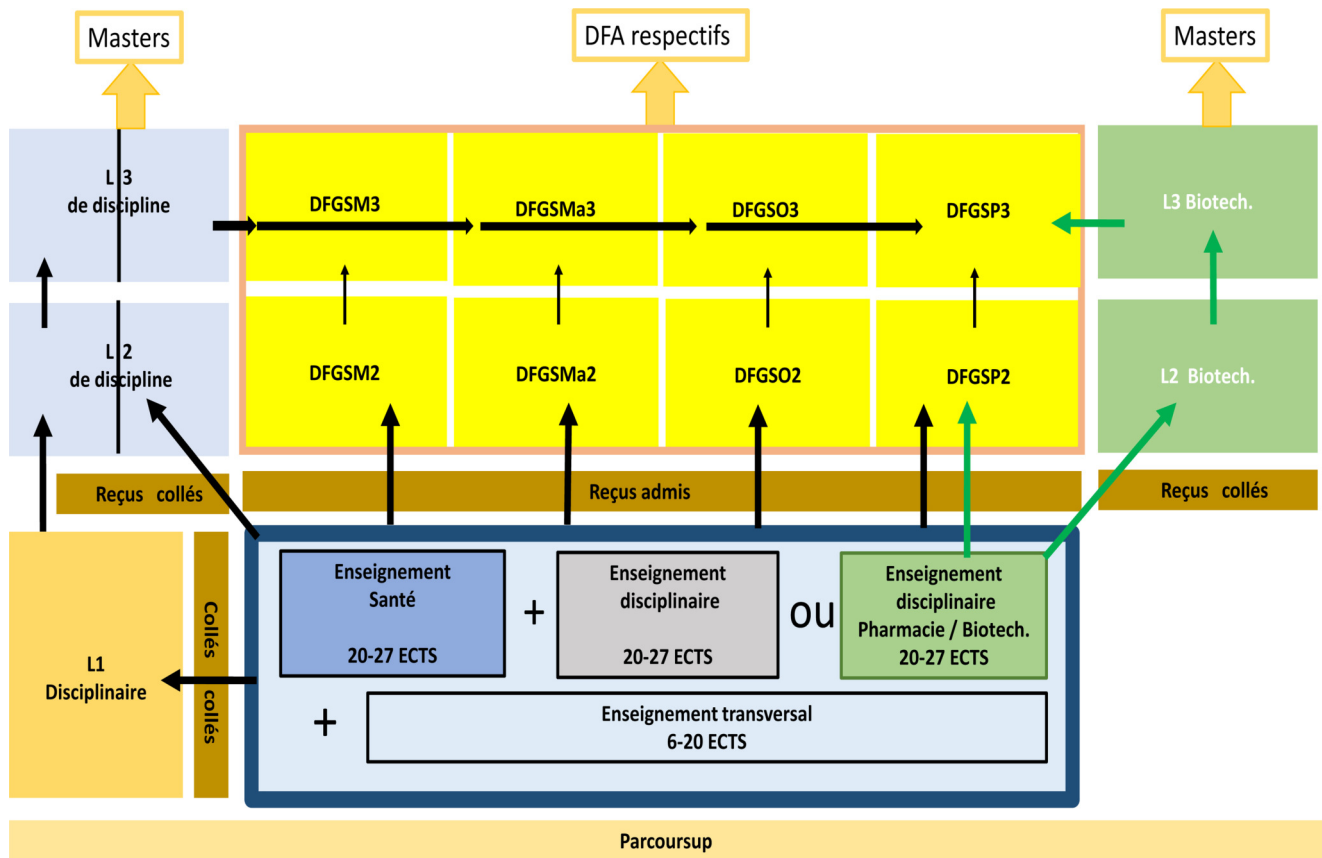 Masters
DFA respectifs
Masters
L 3
de discipline
DFGSM3
DFGSMa3
DFGSO3
DFGSP3
L3 Biotech.
L 2
de discipline
DFGSM2
DFGSMa2
DFGSO2
DFGSP2
L2 Biotech.
Reçus collés
Reçus admis
Reçus collés
L1
Disciplinaire
Collés collés
Enseignement
Santé
20-27 ECTS
+
Enseignement
disciplinaire
20-27 ECTS
ou
Enseignement
disciplinaire
Pharmacie / Biotech.
20-27 ECTS
+
Enseignement transversal
6-20 ECTS
Parcoursup